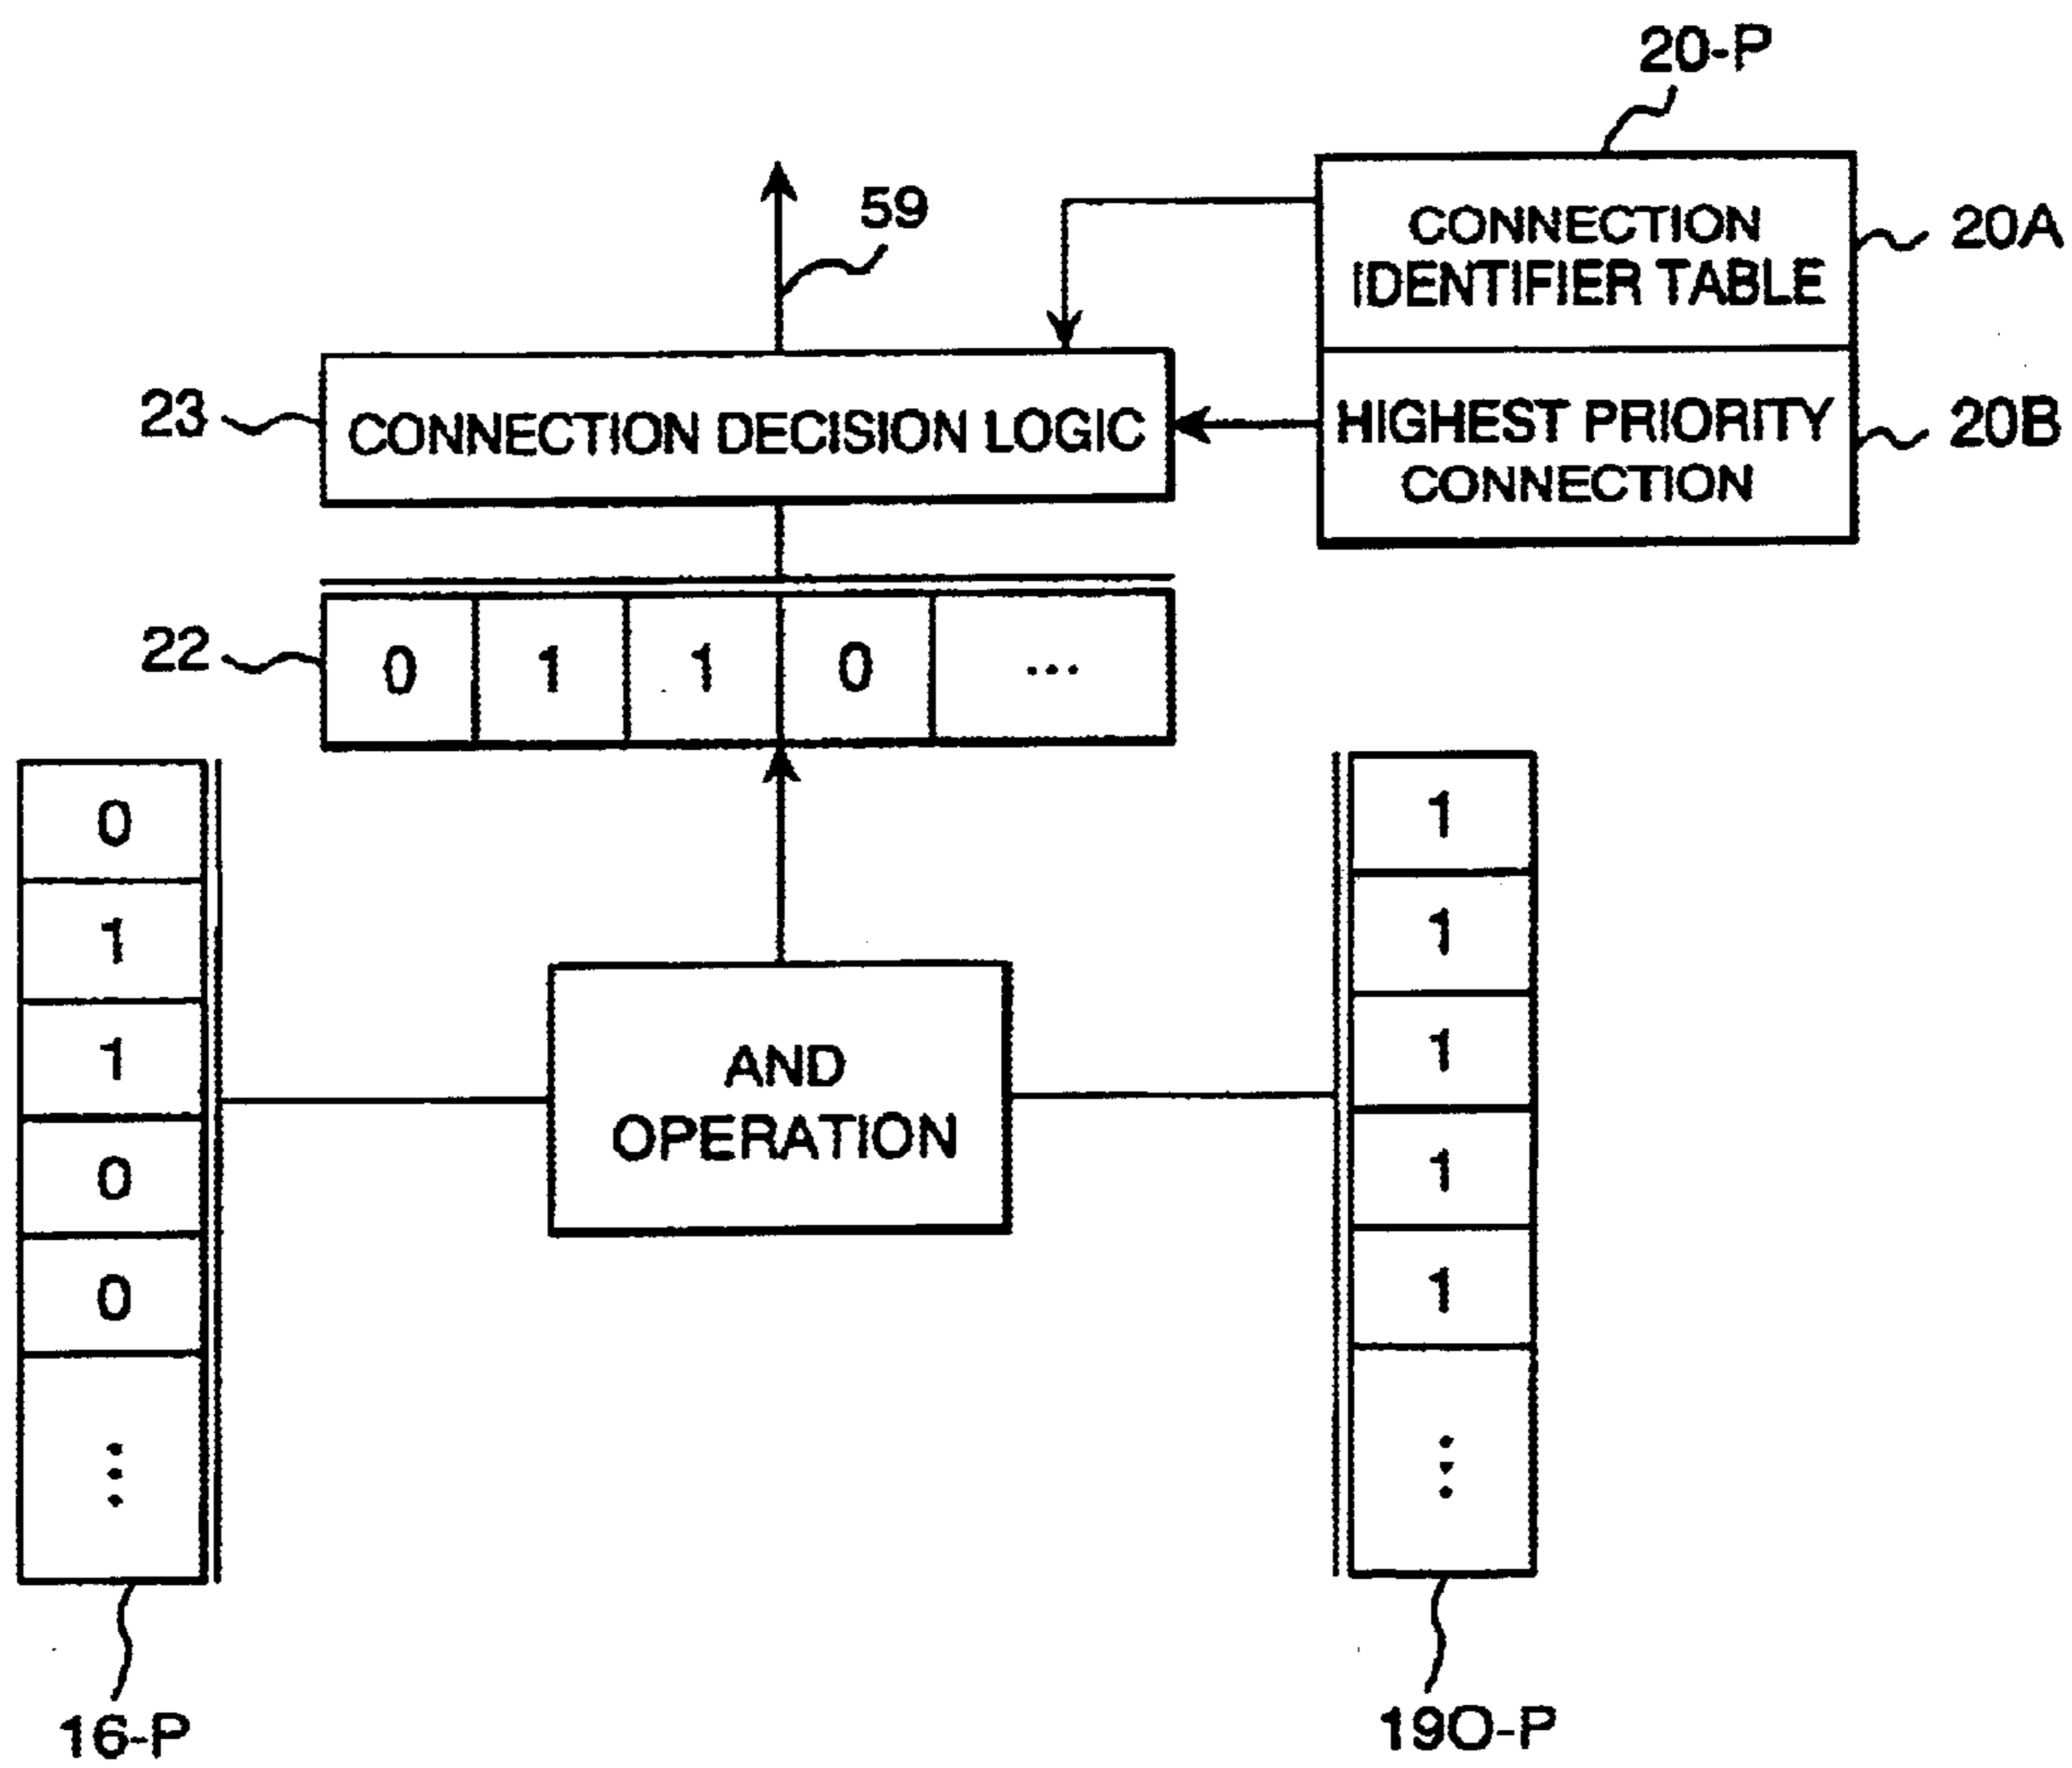 20-P
59
CONNECTION
IDENTIFIER TABLE
20A
23
CONNECTION DECISION LOGIC
HIGHEST PRIORITY
CONNECTION
20B
22
0 1 1 0 ...
0
1
1
0
0
⋮
AND
OPERATION
1
1
1
1
1
⋮
16-P
19O-P